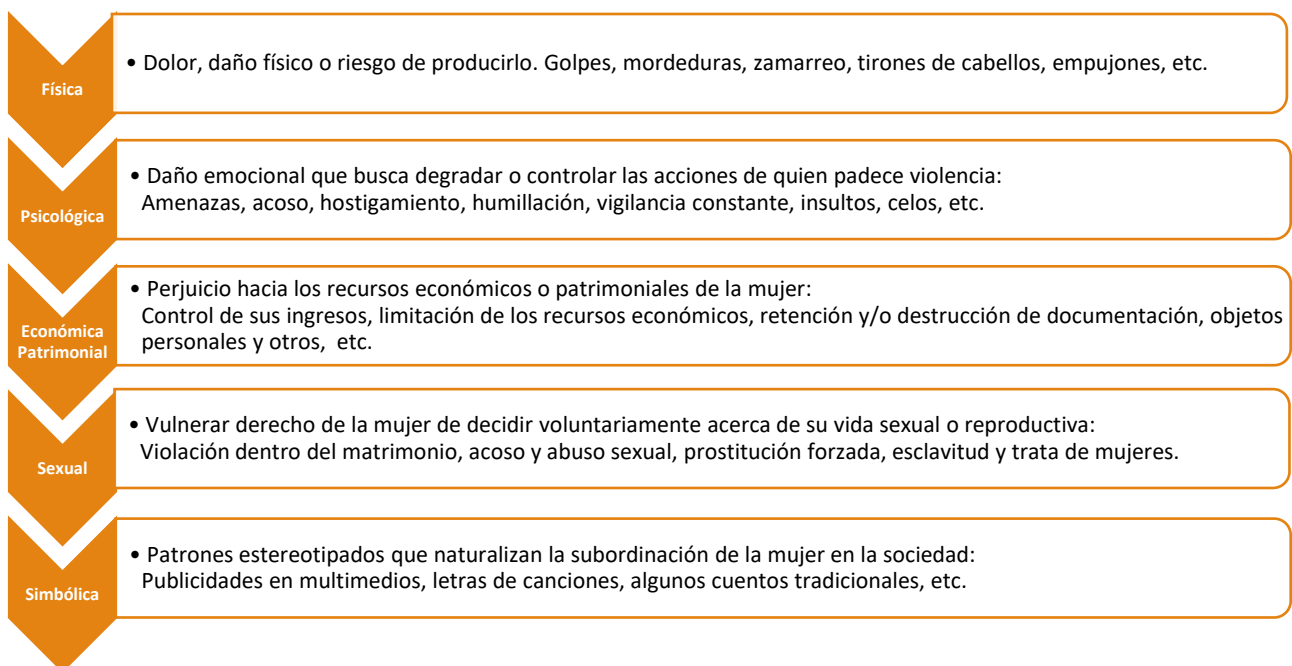 Física
• Dolor, daño físico o riesgo de producirlo. Golpes, mordeduras, zamarreo, tirones de cabellos, empujones, etc.
Psicológica
• Daño emocional que busca degradar o controlar las acciones de quien padece violencia:
Amenazas, acoso, hostigamiento, humillación, vigilancia constante, insultos, celos, etc.
Económica
Patrimonial
• Perjuicio hacia los recursos económicos o patrimoniales de la mujer:
Control de sus ingresos, limitación de los recursos económicos, retención y/o destrucción de documentación, objetos
personales y otros, etc.
Sexual
• Vulnerar derecho de la mujer de decidir voluntariamente acerca de su vida sexual o reproductiva:
Violación dentro del matrimonio, acoso y abuso sexual, prostitución forzada, esclavitud y trata de mujeres.
Simbólica
• Patrones estereotipados que naturalizan la subordinación de la mujer en la sociedad:
Publicidades en multimedios, letras de canciones, algunos cuentos tradicionales, etc.